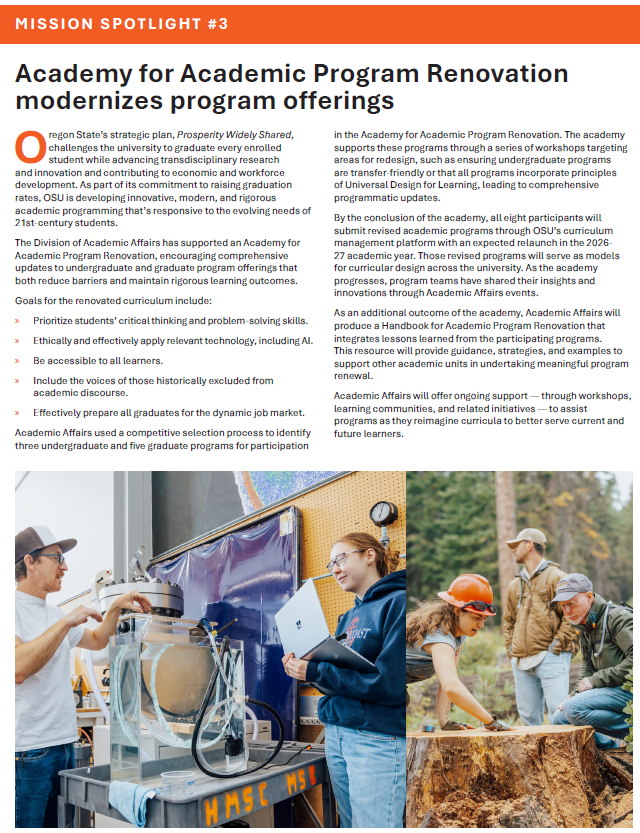 MISSION SPOTLIGHT #3
Academy for Academic Program Renovation
modernizes program offerings
Oregon State's strategic plan, Prosperity Widely Shared,
challenges the university to graduate every enrolled
student while advancing transdisciplinary research
and innovation and contributing to economic and workforce
development. As part of its commitment to raising graduation
rates, OSU is developing innovative, modern, and rigorous
academic programming that's responsive to the evolving needs of
21st-century students.
The Division of Academic Affairs has supported an Academy for
Academic Program Renovation, encouraging comprehensive
updates to undergraduate and graduate program offerings that
both reduce barriers and maintain rigorous learning outcomes.
Goals for the renovated curriculum include:
» Prioritize students' critical thinking and problem-solving skills.
» Ethically and effectively apply relevant technology, including AI.
» Be accessible to all learners.
» Include the voices of those historically excluded from
academic discourse.
» Effectively prepare all graduates for the dynamic job market.
Academic Affairs used a competitive selection process to identify
three undergraduate and five graduate programs for participation
in the Academy for Academic Program Renovation. The academy
supports these programs through a series of workshops targeting
areas for redesign, such as ensuring undergraduate programs
are transfer-friendly or that all programs incorporate principles
of Universal Design for Learning, leading to comprehensive
programmatic updates.
By the conclusion of the academy, all eight participants will
submit revised academic programs through OSU's curriculum
management platform with an expected relaunch in the 2026-
27 academic year. Those revised programs will serve as models
for curricular design across the university. As the academy
progresses, program teams have shared their insights and
innovations through Academic Affairs events.
As an additional outcome of the academy, Academic Affairs will
produce a Handbook for Academic Program Renovation that
integrates lessons learned from the participating programs.
This resource will provide guidance, strategies, and examples to
support other academic units in undertaking meaningful program
renewal.
Academic Affairs will offer ongoing support — through workshops,
learning communities, and related initiatives — to assist
programs as they reimagine curricula to better serve current and
future learners.
HMSC MSB